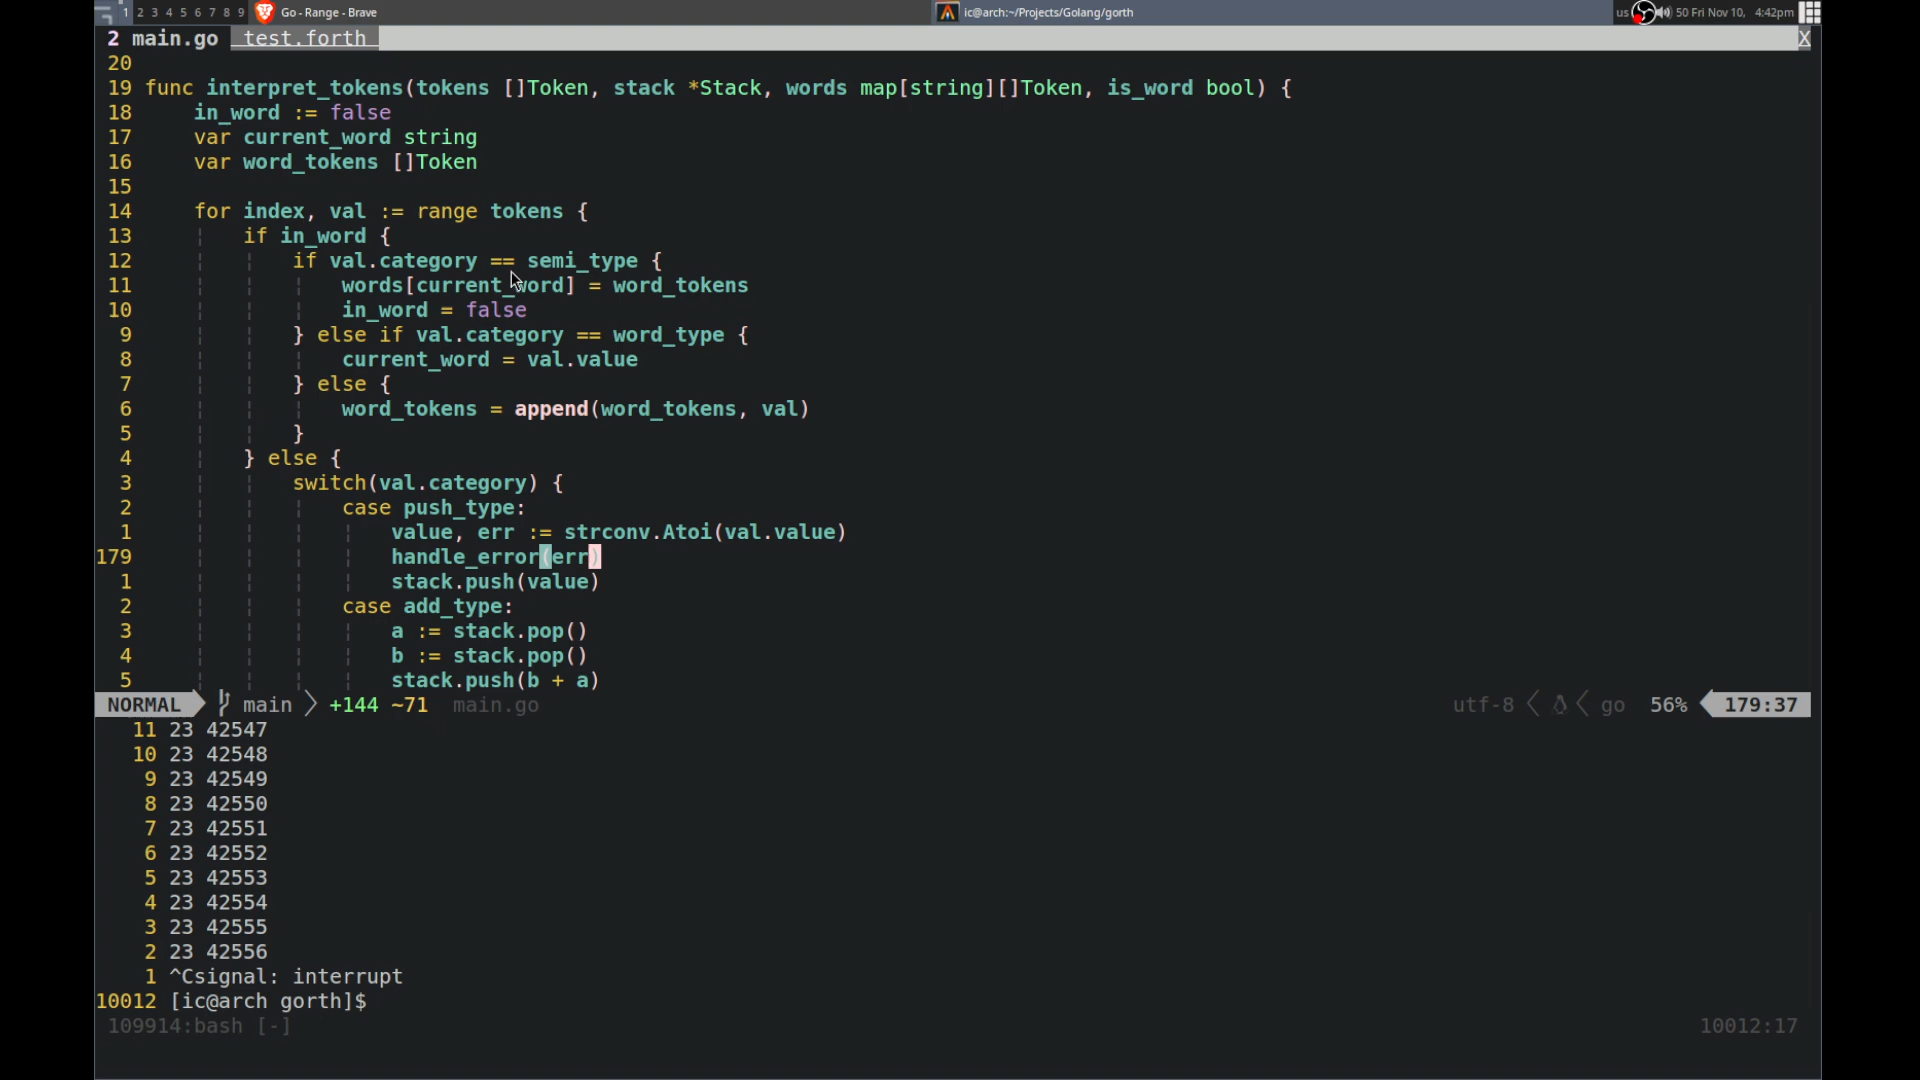 1 2 3 4 5 6 7 8 9 Go - Range - Brave ic@arch:~/Projects/Golang/gorth us 50 Fri Nov 10, 4:42pm
2 main.go test.forth X
20
19 func interpret_tokens(tokens []Token, stack *Stack, words map[string][]Token, is_word bool) {
18 in_word := false
17 var current_word string
16 var word_tokens []Token
15
14 for index, val := range tokens {
13 if in_word {
12 if val.category == semi_type {
11 words[current_word] = word_tokens
10 in_word = false
9 } else if val.category == word_type {
8 current_word = val.value
7 } else {
6 word_tokens = append(word_tokens, val)
5 }
4 } else {
3 switch(val.category) {
2 case push_type:
1 value, err := strconv.Atoi(val.value)
179 handle_error(err)
1 stack.push(value)
2 case add_type:
3 a := stack.pop()
4 b := stack.pop()
5 stack.push(b + a)
NORMAL main +144 ~71 main.go utf-8 go 56% 179:37
11 23 42547
10 23 42548
9 23 42549
8 23 42550
7 23 42551
6 23 42552
5 23 42553
4 23 42554
3 23 42555
2 23 42556
1 ^Csignal: interrupt
10012 [ic@arch gorth]$
109914:bash [-] 10012:17